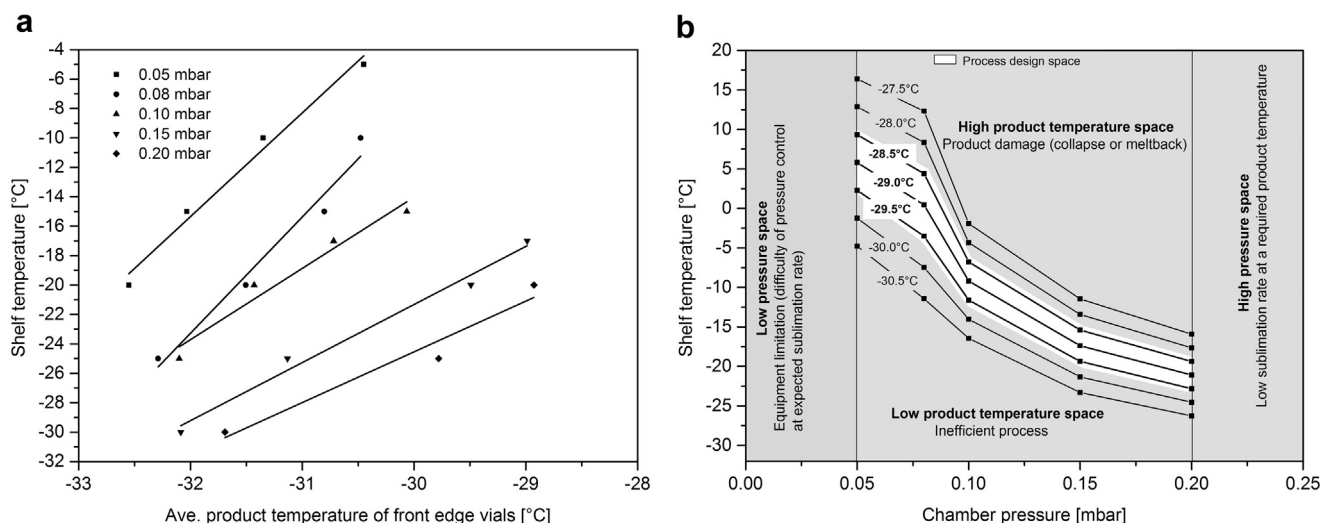 a
-4
-6
-8
-10
-12
-14
-16
-18
-20
-22
-24
-26
-28
-30
-32
Shelf temperature [°C]
0.05 mbar
0.08 mbar
0.10 mbar
0.15 mbar
0.20 mbar
-33
-32
-31
-30
-29
-28
Ave. product temperature of front edge vials [°C]
b
20
15
10
5
0
-5
-10
-15
-20
-25
-30
Shelf temperature [°C]
Process design space
-27.5°C
-28.0°C
-28.5°C
-29.0°C
-29.5°C
-30.0°C
-30.5°C
High product temperature space
Product damage (collapse or meltback)
Low product temperature space
Inefficient process
Low pressure space
Equipment limitation (difficulty of pressure control
at expected sublimation rate)
High pressure space
Low sublimation rate at a required product temperature
0.00
0.05
0.10
0.15
0.20
0.25
Chamber pressure [mbar]